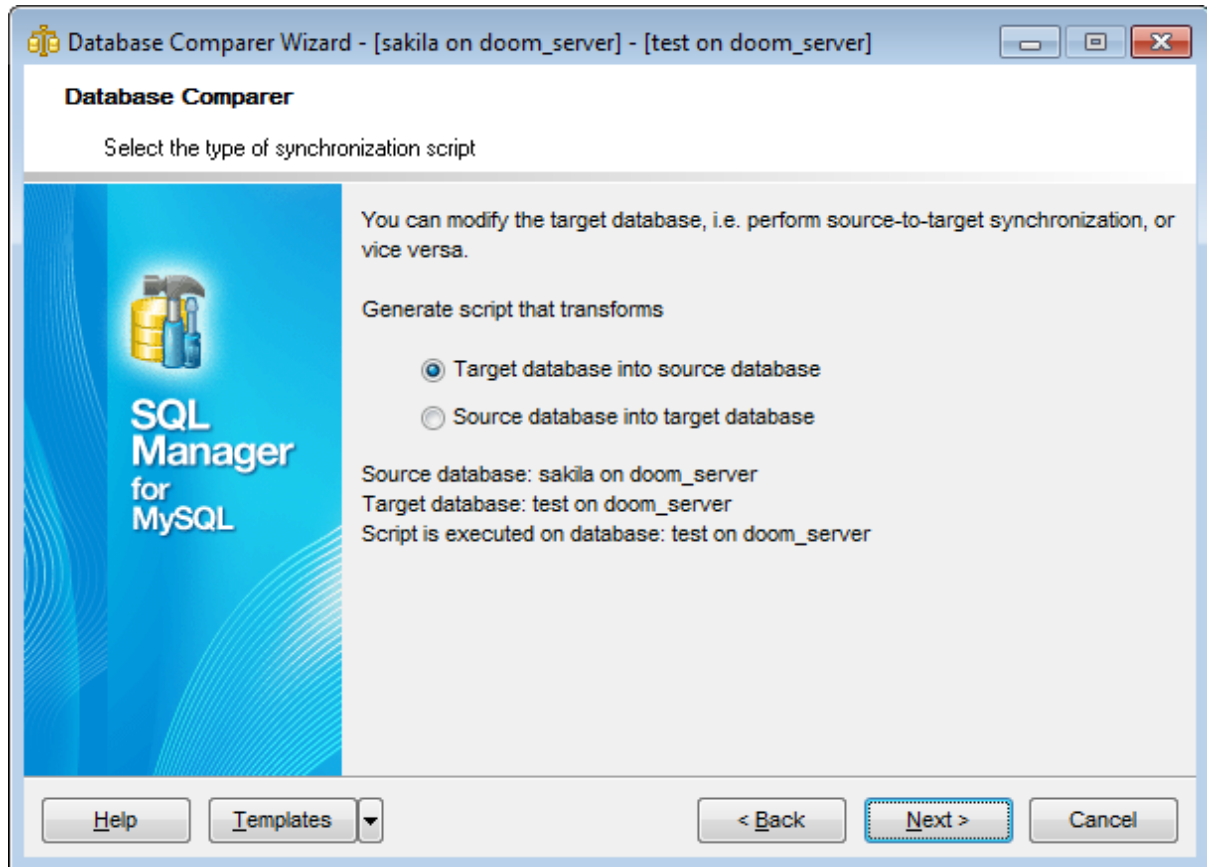 Database Comparer Wizard - [sakila on doom_server] - [test on doom_server]
Database Comparer
Select the type of synchronization script
You can modify the target database, i.e. perform source-to-target synchronization, or
vice versa.
Generate script that transforms
Target database into source database
Source database into target database
Source database: sakila on doom_server
Target database: test on doom_server
Script is executed on database: test on doom_server
SQL
Manager
for
MySQL
Help
Templates
< Back
Next >
Cancel